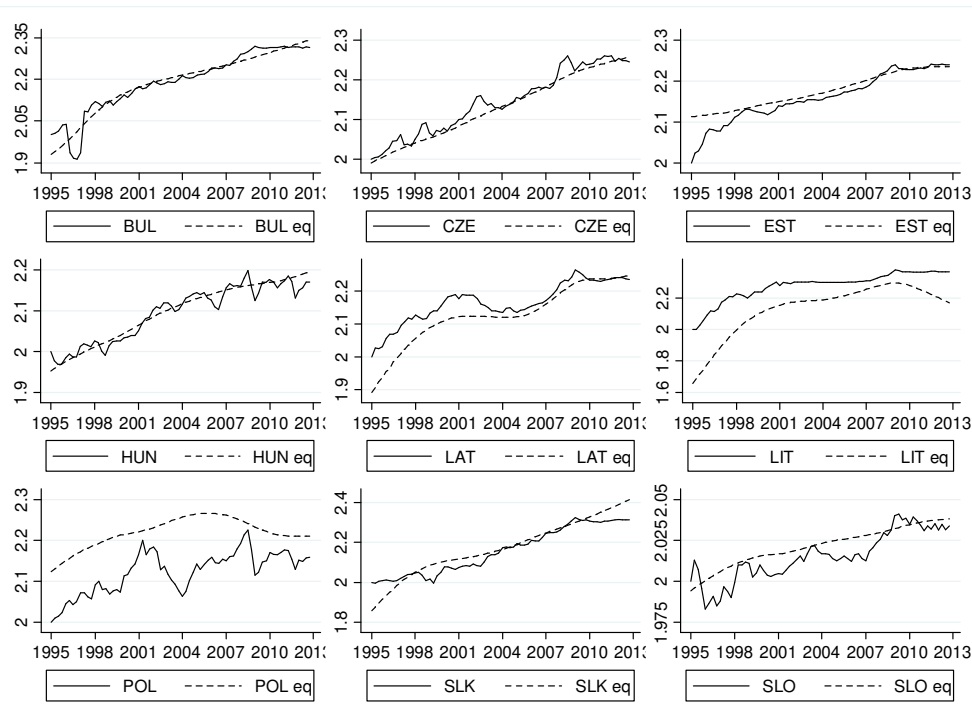 1.9 2.05 2.2 2.35
1995 1998 2001 2004 2007 2010 2013
BUL BUL eq
2 2.1 2.2 2.3
1995 1998 2001 2004 2007 2010 201
CZE CZE eq
2 2.1 2.2 2.3
1995 1998 2001 2004 2007 2010 2013
EST EST eq
1.9 2 2.1 2.2
1995 1998 2001 2004 2007 2010 201
HUN HUN eq
1.9 2 2.1 2.2
1995 1998 2001 2004 2007 2010 201
LAT LAT eq
1.6 1.8 2 2.2
1995 1998 2001 2004 2007 2010 2013
LIT LIT eq
2 2.1 2.2 2.3
1995 1998 2001 2004 2007 2010 201
POL POL eq
1.8 2 2.2 2.4
1995 1998 2001 2004 2007 2010 201
SLK SLK eq
1.975 2 2.025 2.05
1995 1998 2001 2004 2007 2010 2013
SLO SLO eq